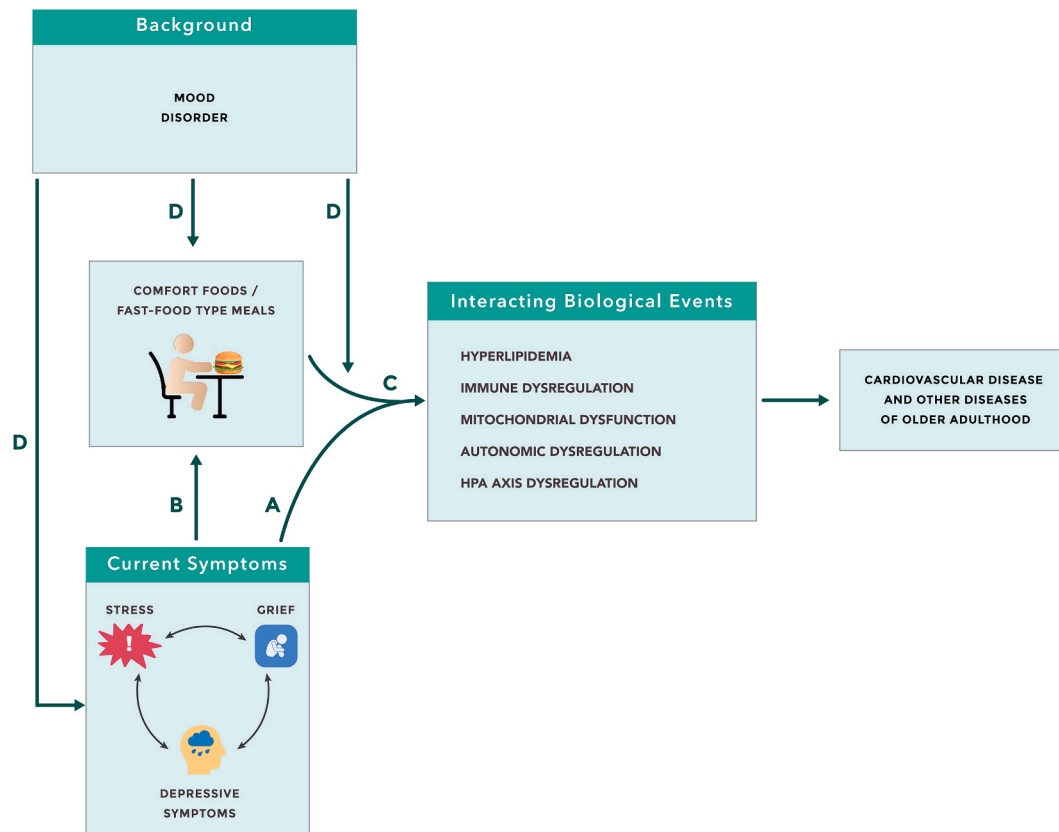 Background
MOOD
DISORDER
D
D
COMFORT FOODS /
FAST-FOOD TYPE MEALS
Interacting Biological Events
HYPERLIPIDEMIA
IMMUNE DYSREGULATION
MITOCHONDRIAL DYSFUNCTION
AUTONOMIC DYSREGULATION
HPA AXIS DYSREGULATION
C
CARDIOVASCULAR DISEASE
AND OTHER DISEASES
OF OLDER ADULTHOOD
D
B
A
Current Symptoms
STRESS
GRIEF
!
DEPRESSIVE
SYMPTOMS